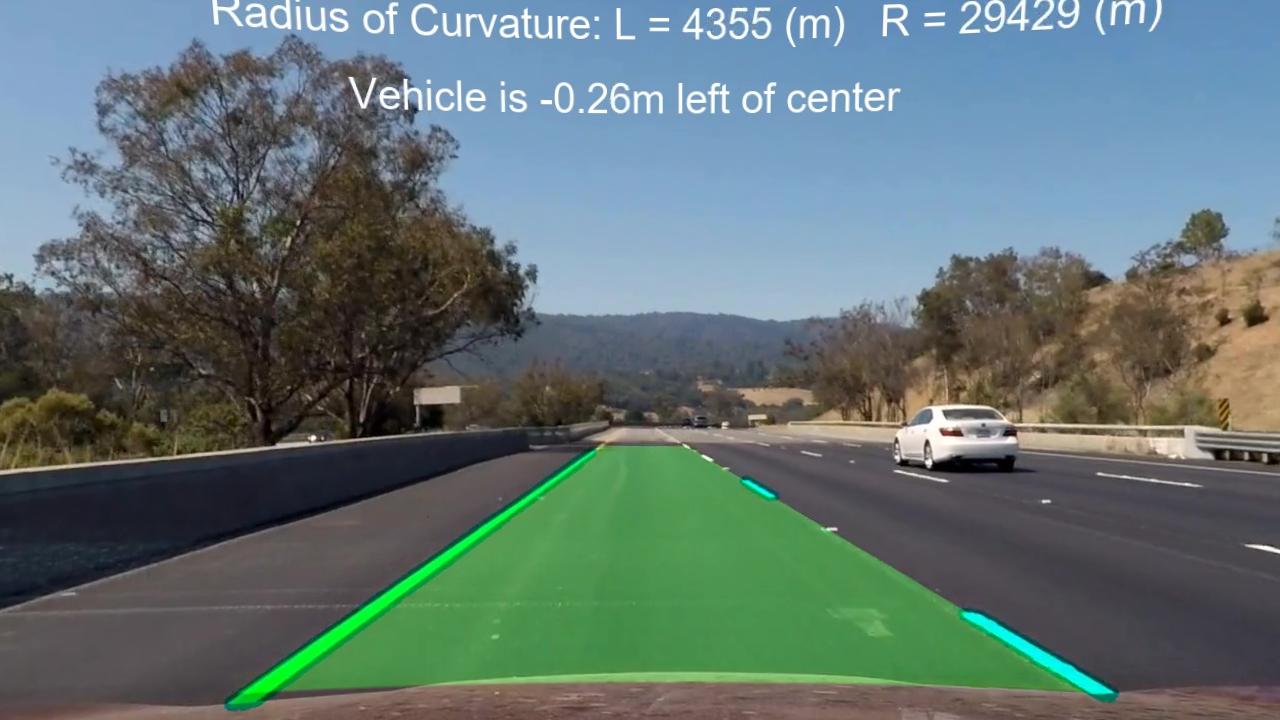 Radius of Curvature: L = 4355 (m) R = 29429 (m)
Vehicle is -0.26m left of center